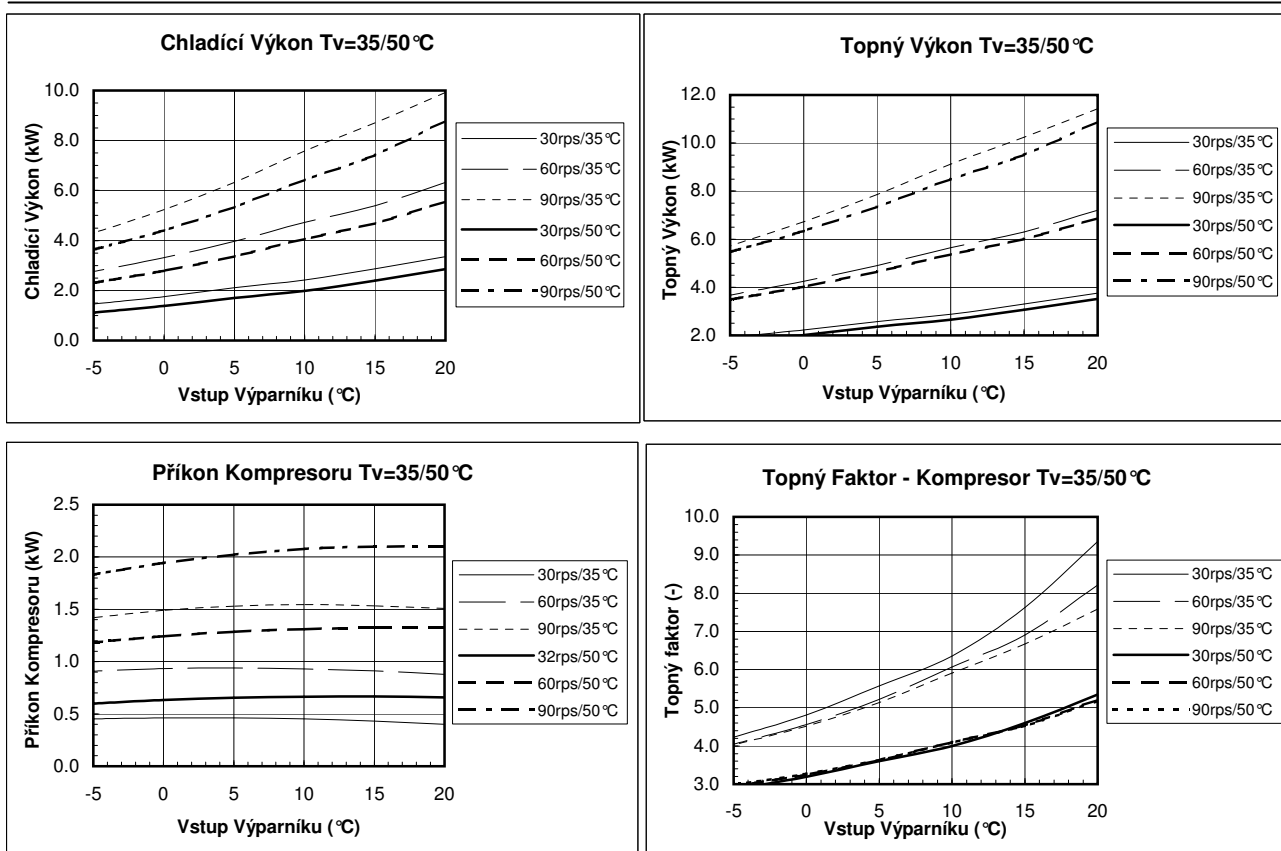 Chladící Výkon Tv=35/50°C
Chladící Výkon (kW)
10.0
8.0
6.0
4.0
2.0
0.0
-5 0 5 10 15 20
Vstup Výparníku (°C)
30rps/35°C
60rps/35°C
90rps/35°C
30rps/50°C
60rps/50°C
90rps/50°C
Topný Výkon Tv=35/50°C
Topný Výkon (kW)
12.0
10.0
8.0
6.0
4.0
2.0
-5 0 5 10 15 20
Vstup Výparníku (°C)
30rps/35°C
60rps/35°C
90rps/35°C
30rps/50°C
60rps/50°C
90rps/50°C
Příkon Kompresoru Tv=35/50°C
Příkon Kompresoru (kW)
2.5
2.0
1.5
1.0
0.5
0.0
-5 0 5 10 15 20
Vstup Výparníku (°C)
30rps/35°C
60rps/35°C
90rps/35°C
32rps/50°C
60rps/50°C
90rps/50°C
Topný Faktor - Kompresor Tv=35/50°C
Topný faktor (-)
10.0
9.0
8.0
7.0
6.0
5.0
4.0
3.0
-5 0 5 10 15 20
Vstup Výparníku (°C)
30rps/35°C
60rps/35°C
90rps/35°C
30rps/50°C
60rps/50°C
90rps/50°C